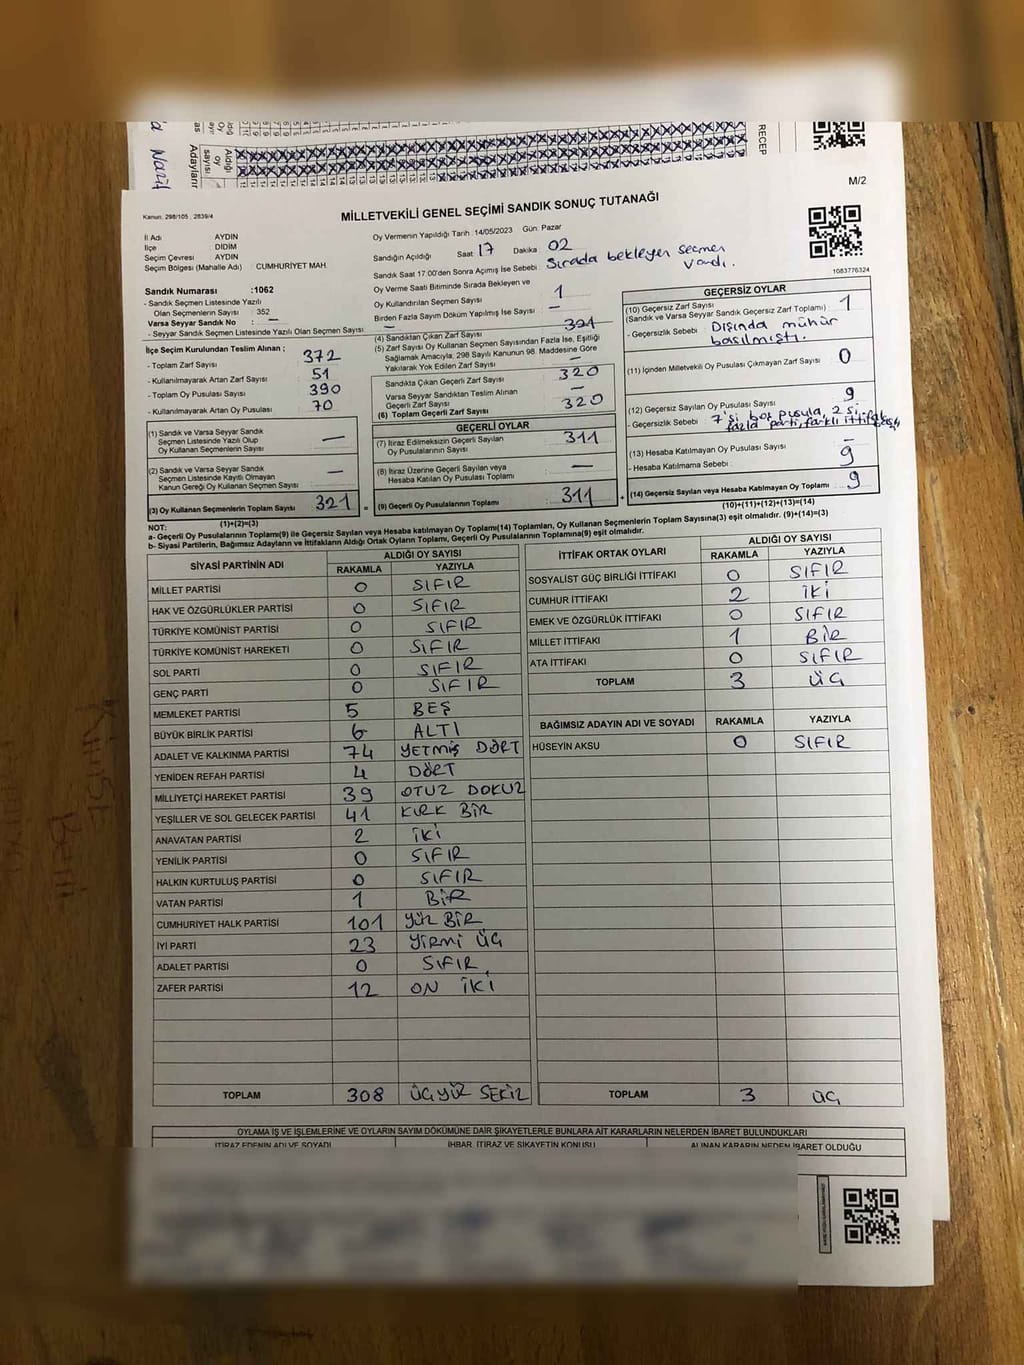 RECEP
Aldığı oy sayısı
M/2
Kanun: 298/105 ; 2839/4
MİLLETVEKİLİ GENEL SEÇİMİ SANDIK SONUÇ TUTANAĞI
İl Adı AYDIN
İlçe DİDİM
Seçim Çevresi AYDIN
Seçim Bölgesi (Mahalle Adı) CUMHURİYET MAH.
Sandık Numarası :1062
- Sandık Seçmen Listesinde Yazılı
Olan Seçmenlerin Sayısı : 352
Varsa Seyyar Sandık No : —
- Seyyar Sandık Seçmen Listesinde Yazılı Olan Seçmen Sayısı: —
Oy Vermenin Yapıldığı Tarih : 14/05/2023 Gün: Pazar
Sandığın Açıldığı Saat : 17 Dakika : 02
Sandık Saat 17.00'den Sonra Açımış İse Sebebi : Sırada bekleyen seçmen
vardı.
Oy Verme Saati Bitiminde Sırada Bekleyen ve
Oy Kullandırılan Seçmen Sayısı : 1
Birden Fazla Sayım Döküm Yapılmış İse Sayısı : —
1083776324
İlçe Seçim Kurulundan Teslim Alınan ;
- Toplam Zarf Sayısı : 372
- Kullanılmayarak Artan Zarf Sayısı : 51
- Toplam Oy Pusulası Sayısı : 390
- Kullanılmayarak Artan Oy Pusulası : 70
(1) Sandık ve Varsa Seyyar Sandık
Seçmen Listesinde Yazılı Olup
Oy Kullanan Seçmenlerin Sayısı : —
(2) Sandık ve Varsa Seyyar Sandık
Seçmen Listesinde Kayıtlı Olmayan
Kanun Gereği Oy Kullanan Seçmen Sayısı : —
(3) Oy Kullanan Seçmenlerin Toplam Sayısı : 321
(1)+(2)=(3)
(4) Sandıktan Çıkan Zarf Sayısı : 321
(5) Zarf Sayısı Oy Kullanan Seçmen Sayısından Fazla İse, Eşitliği
Sağlamak Amacıyla, 298 Sayılı Kanunun 98. Maddesine Göre
Yakılarak Yok Edilen Zarf Sayısı : —
Sandıkta Çıkan Geçerli Zarf Sayısı : 320
Varsa Seyyar Sandıktan Teslim Alınan
Geçerli Zarf Sayısı : —
(6) Toplam Geçerli Zarf Sayısı : 320
GEÇERLİ OYLAR
(7) İtiraz Edilmeksizin Geçerli Sayılan
Oy Pusulalarının Sayısı : 311
(8) İtiraz Üzerine Geçerli Sayılan veya
Hesaba Katılan Oy Pusulası Toplamı : —
= (9) Geçerli Oy Pusulalarının Toplamı : 311
GEÇERSİZ OYLAR
(10) Geçersiz Zarf Sayısı : 1
(Sandık ve Varsa Seyyar Sandık Geçersiz Zarf Toplamı)
- Geçersizlik Sebebi : Dışında mühür
basılmıştı.
(11) İçinden Milletvekili Oy Pusulası Çıkmayan Zarf Sayısı : 0
(12) Geçersiz Sayılan Oy Pusulası Sayısı : 9
- Geçersizlik Sebebi : 7'si boş pusula, 2 si
fazla parti, farklı ittifak
(13) Hesaba Katılmayan Oy Pusulası Sayısı : —
- Hesaba Katılmama Sebebi : 9
+ (14) Geçersiz Sayılan veya Hesaba Katılmayan Oy Toplamı : 9
(10)+(11)+(12)+(13)=(14)
NOT:
a- Geçerli Oy Pusulalarının Toplamı(9) ile Geçersiz Sayılan veya Hesaba katılmayan Oy Toplamı(14) Toplamları, Oy Kullanan Seçmenlerin Toplam Sayısına(3) eşit olmalıdır. (9)+(14)=(3)
b- Siyasi Partilerin, Bağımsız Adayların ve İttifakların Aldığı Ortak Oyların Toplamı, Geçerli Oy Pusulalarının Toplamına(9) eşit olmalıdır.
SİYASİ PARTİNİN ADI ALDIĞI OY SAYISI
RAKAMLA YAZIYLA
MİLLET PARTİSİ 0 SIFIR
HAK VE ÖZGÜRLÜKLER PARTİSİ 0 SIFIR
TÜRKİYE KOMÜNİST PARTİSİ 0 SIFIR
TÜRKİYE KOMÜNİST HAREKETİ 0 SIFIR
SOL PARTİ 0 SIFIR
GENÇ PARTİ 0 SIFIR
MEMLEKET PARTİSİ 5 BEŞ
BÜYÜK BİRLİK PARTİSİ 6 ALTI
ADALET VE KALKINMA PARTİSİ 74 YETMİŞ DÖRT
YENİDEN REFAH PARTİSİ 4 DÖRT
MİLLİYETÇİ HAREKET PARTİSİ 39 OTUZ DOKUZ
YEŞİLLER VE SOL GELECEK PARTİSİ 41 KIRK BİR
ANAVATAN PARTİSİ 2 İKİ
YENİLİK PARTİSİ 0 SIFIR
HALKIN KURTULUŞ PARTİSİ 0 SIFIR
VATAN PARTİSİ 1 BİR
CUMHURİYET HALK PARTİSİ 101 YÜZ BİR
İYİ PARTİ 23 YİRMİ ÜÇ
ADALET PARTİSİ 0 SIFIR
ZAFER PARTİSİ 12 ON İKİ
TOPLAM 308 ÜÇYÜZ SEKİZ
İTTİFAK ORTAK OYLARI ALDIĞI OY SAYISI
RAKAMLA YAZIYLA
SOSYALİST GÜÇ BİRLİĞİ İTTİFAKI 0 SIFIR
CUMHUR İTTİFAKI 2 İKİ
EMEK VE ÖZGÜRLÜK İTTİFAKI 0 SIFIR
MİLLET İTTİFAKI 1 BİR
ATA İTTİFAKI 0 SIFIR
TOPLAM 3 ÜÇ
BAĞIMSIZ ADAYIN ADI VE SOYADI RAKAMLA YAZIYLA
HÜSEYİN AKSU 0 SIFIR
TOPLAM 3 ÜÇ
OYLAMA İŞ VE İŞLEMLERİNE VE OYLARIN SAYIM DÖKÜMÜNE DAİR ŞİKAYETLERLE BUNLARA AİT KARARLARIN NELERDEN İBARET BULUNDUKLARI
İTİRAZ EDENİN ADI VE SOYADI İHBAR, İTİRAZ VE ŞİKAYETİN KONUSU ALINAN KARARIN NEDEN İBARET OLDUĞU